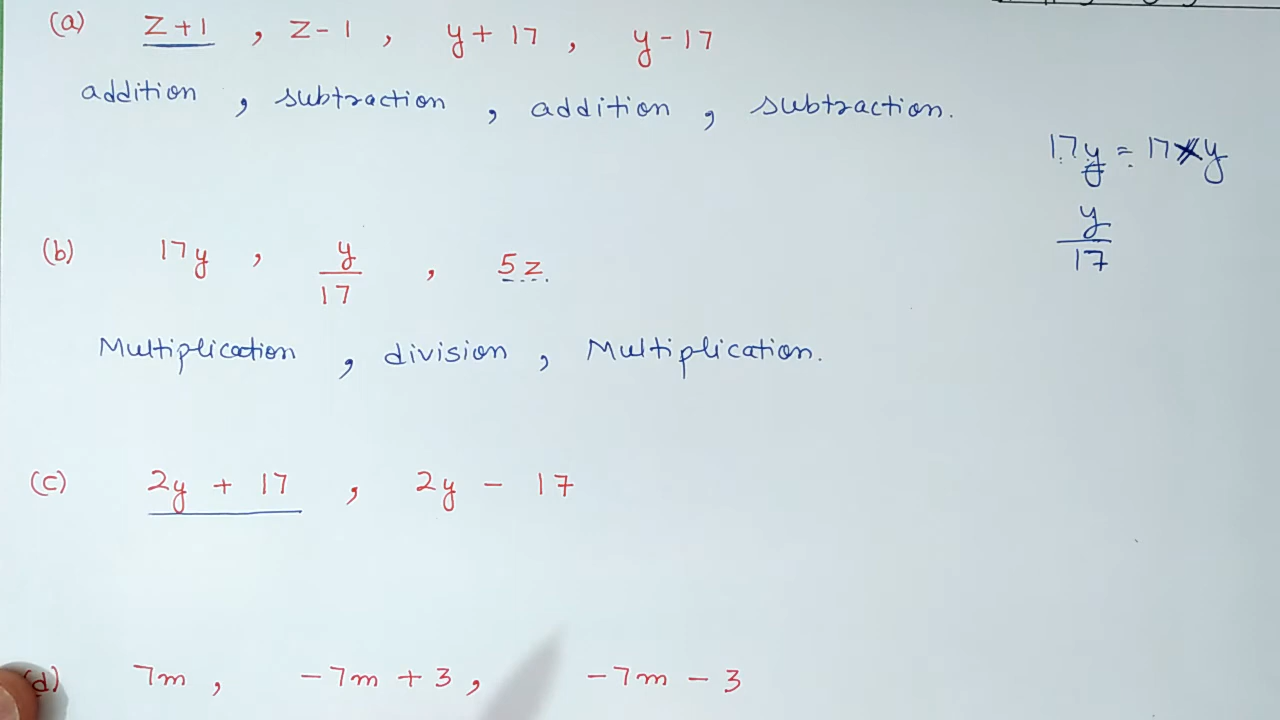 (a) z+1 , z-1 , y+17 , y-17
addition , subtraction , addition , subtraction.
17y = 17×y
y/17
(b) 17y , y/17 , 5z
Multiplication , division , Multiplication.
(c) 2y + 17 , 2y - 17
(d) 7m , -7m + 3 , -7m - 3